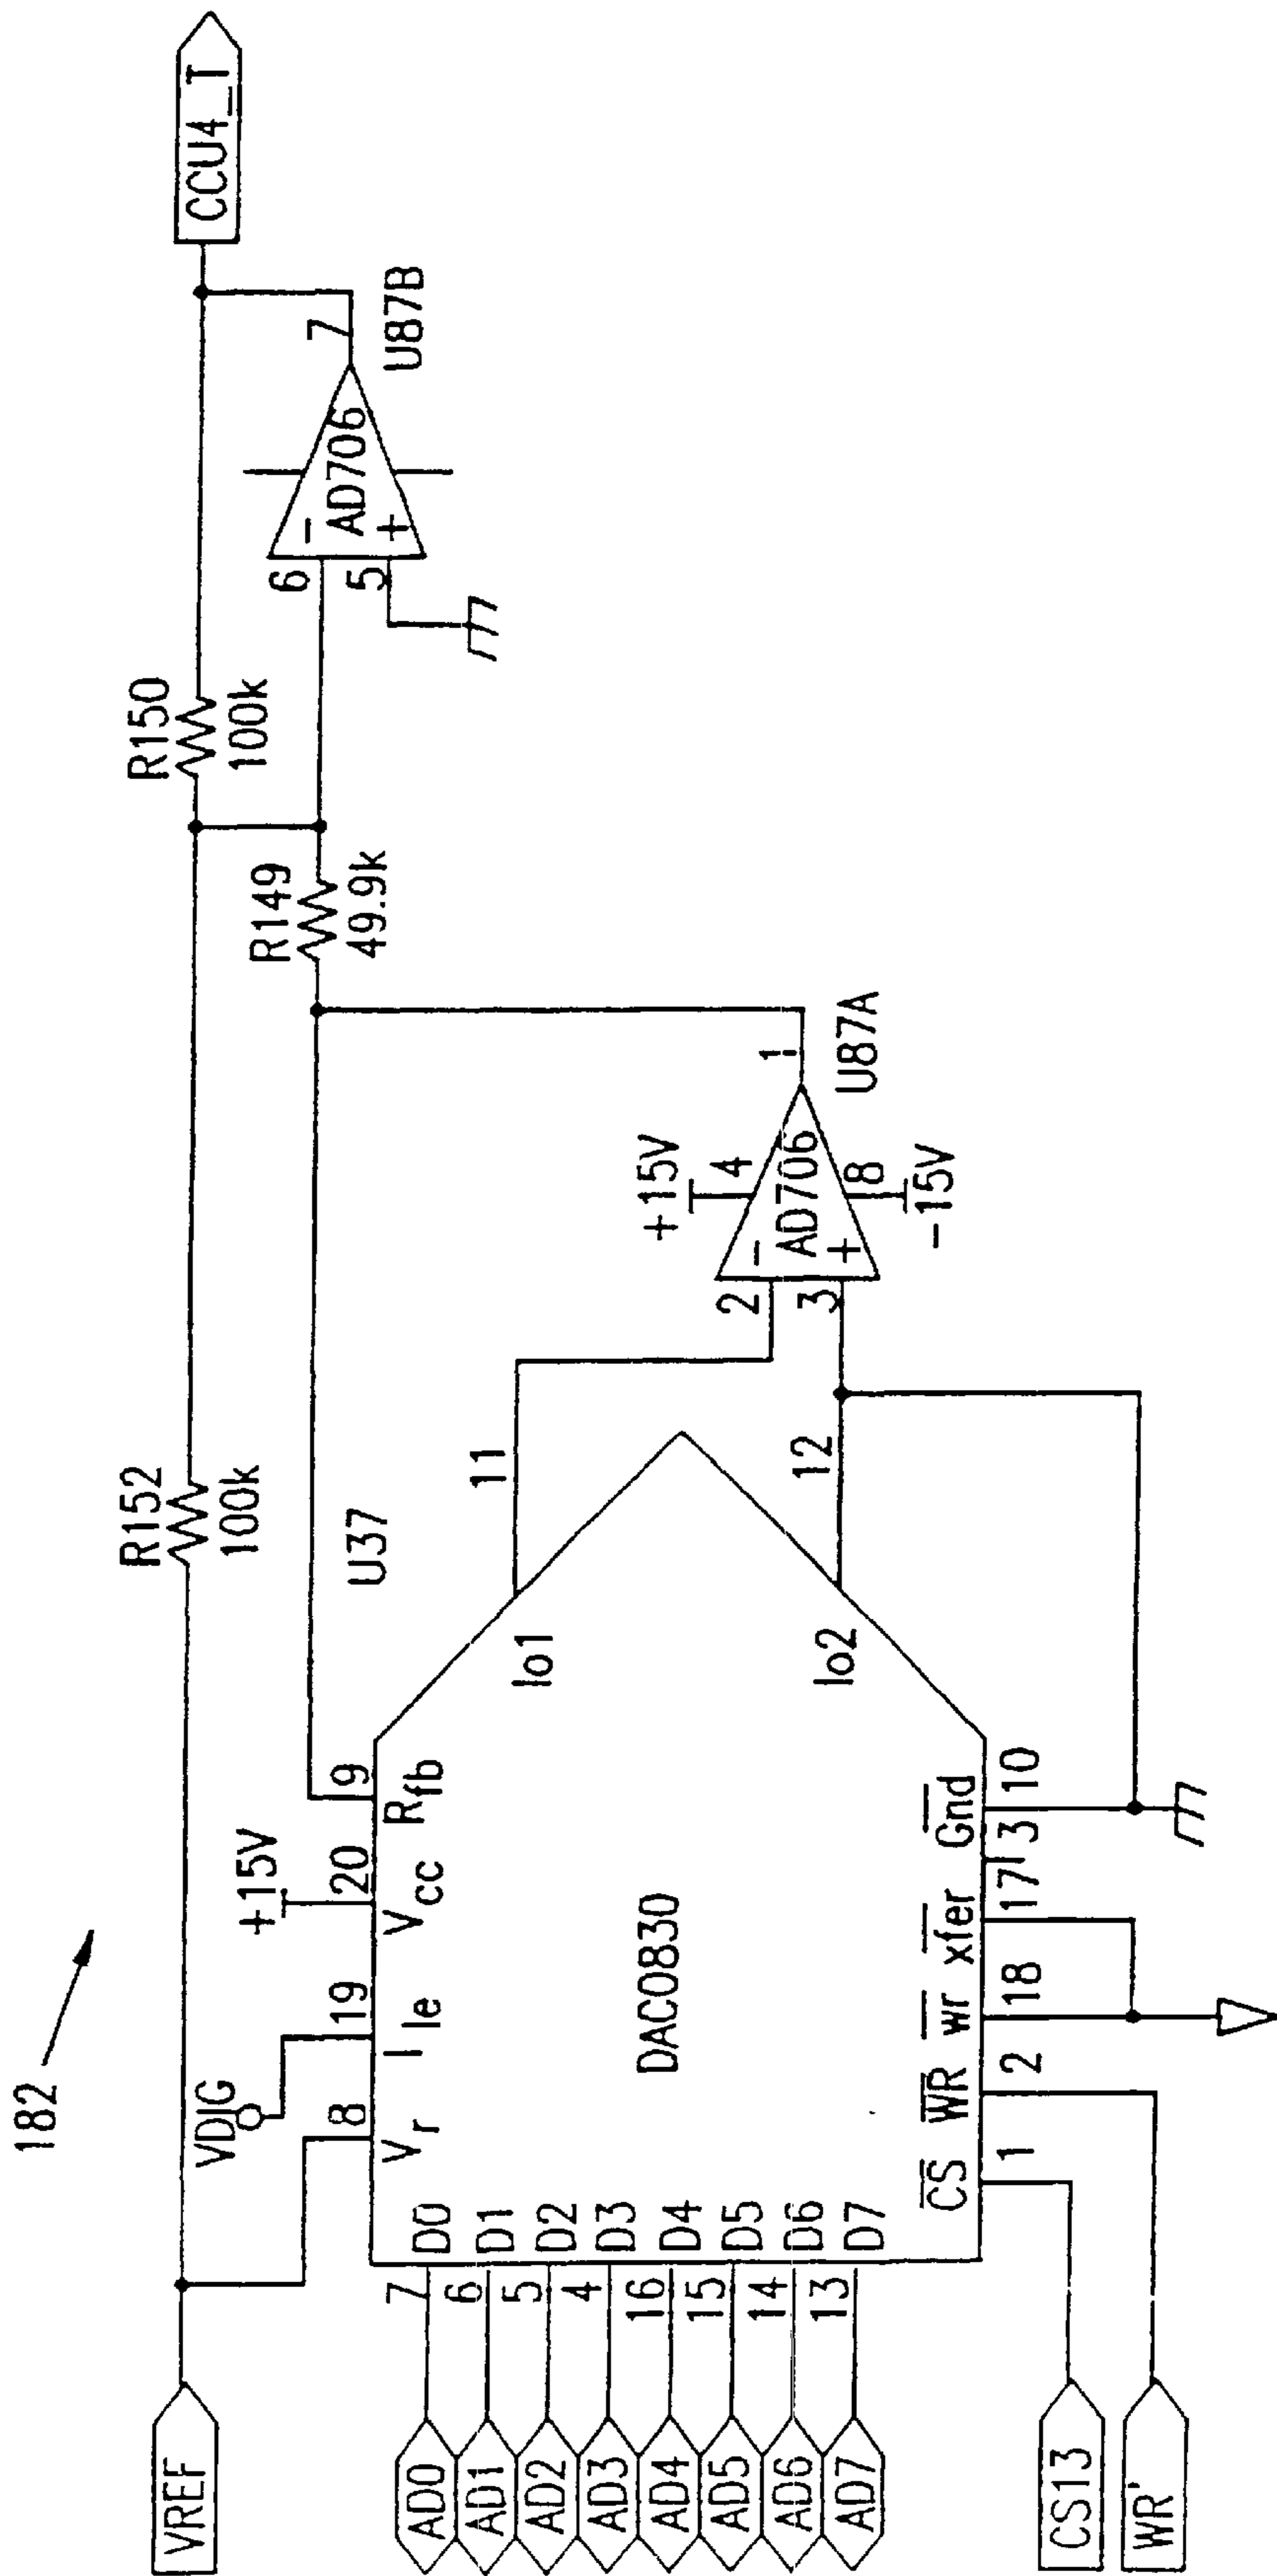 182
VREF
R152
100k
R150
100k
CCU4_T
VDIG
+15V
U37
R149
49.9k
8
19
20
9
Vr
Ile
Vcc
Rfb
AD0
AD1
AD2
AD3
AD4
AD5
AD6
AD7
7
6
5
4
16
15
14
13
D0
D1
D2
D3
D4
D5
D6
D7
DAC0830
Io1
11
Io2
12
CS
WR
wr
xfer
Gnd
1
2
18
17
3
10
CS13
WR'
2
3
-
+
AD706
+15V
4
8
-15V
1
U87A
6
5
-
+
AD706
7
U87B